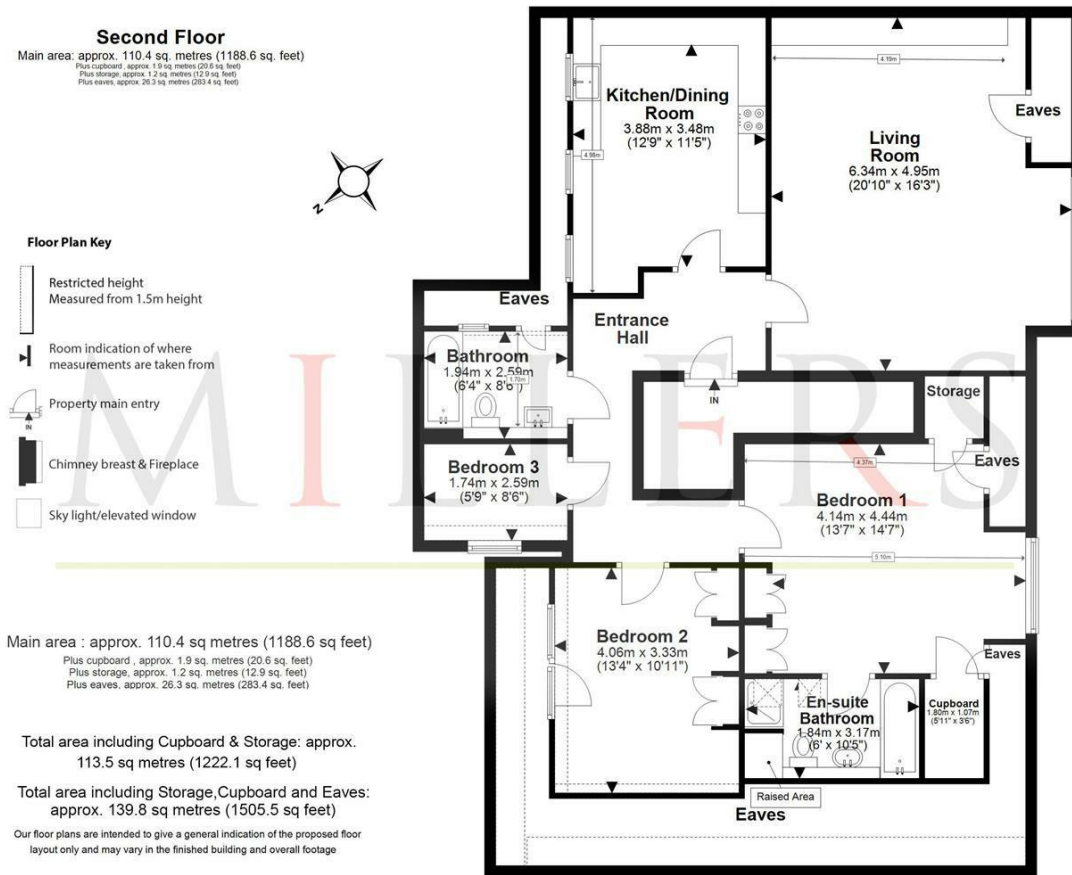 Second Floor
Main area: approx. 110.4 sq. metres (1188.6 sq. feet)
Plus cupboard , approx. 1.9 sq. metres (20.6 sq. feet)
Plus storage, approx. 1.2 sq. metres (12.9 sq. feet)
Plus eaves, approx. 26.3 sq. metres (283.4 sq. feet)
N
Floor Plan Key
Restricted height
Measured from 1.5m height
Room indication of where
measurements are taken from
Property main entry
IN
Chimney breast & Fireplace
Sky light/elevated window
Kitchen/Dining
Room
3.88m x 3.48m
(12'9" x 11'5")
4.98m
4.19m
Living
Room
6.34m x 4.95m
(20'10" x 16'3")
Eaves
Eaves
Entrance
Hall
IN
Bathroom
1.94m x 2.59m
(6'4" x 8'6")
1.70m
Bedroom 3
1.74m x 2.59m
(5'9" x 8'6")
Storage
Eaves
4.37m
Bedroom 1
4.14m x 4.44m
(13'7" x 14'7")
5.10m
Bedroom 2
4.06m x 3.33m
(13'4" x 10'11")
Eaves
En-suite
Bathroom
1.84m x 3.17m
(6' x 10'5")
Cupboard
1.80m x 1.07m
(5'11" x 3'6")
Raised Area
Eaves
MILLERS
Main area : approx. 110.4 sq metres (1188.6 sq feet)
Plus cupboard , approx. 1.9 sq. metres (20.6 sq. feet)
Plus storage, approx. 1.2 sq. metres (12.9 sq. feet)
Plus eaves, approx. 26.3 sq. metres (283.4 sq. feet)
Total area including Cupboard & Storage: approx.
113.5 sq metres (1222.1 sq feet)
Total area including Storage,Cupboard and Eaves:
approx. 139.8 sq metres (1505.5 sq feet)
Our floor plans are intended to give a general indication of the proposed floor
layout only and may vary in the finished building and overall footage